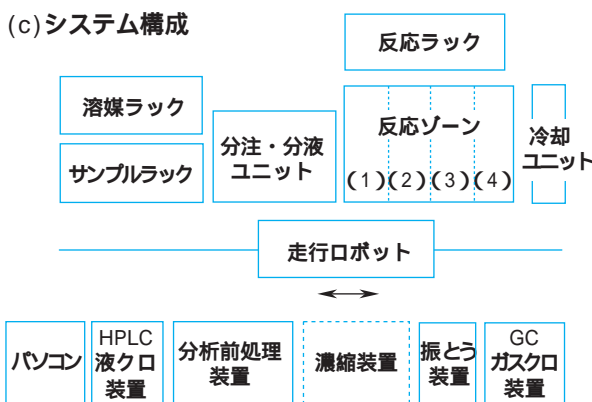 (c)システム構成
反応ラック
溶媒ラック
サンプルラック
分注・分液
ユニット
反応ゾーン
(1)(2)(3)(4)
冷却
ユニット
走行ロボット
パソコン
HPLC
液クロ
装置
分析前処理
装置
濃縮装置
振とう
装置
GC
ガスクロ
装置